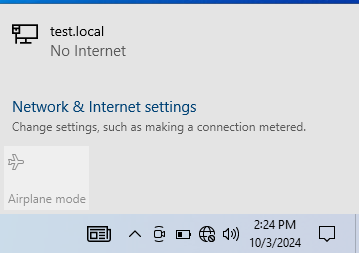 test.local
No Internet
Network & Internet settings
Change settings, such as making a connection metered.
Airplane mode
2:24 PM
10/3/2024